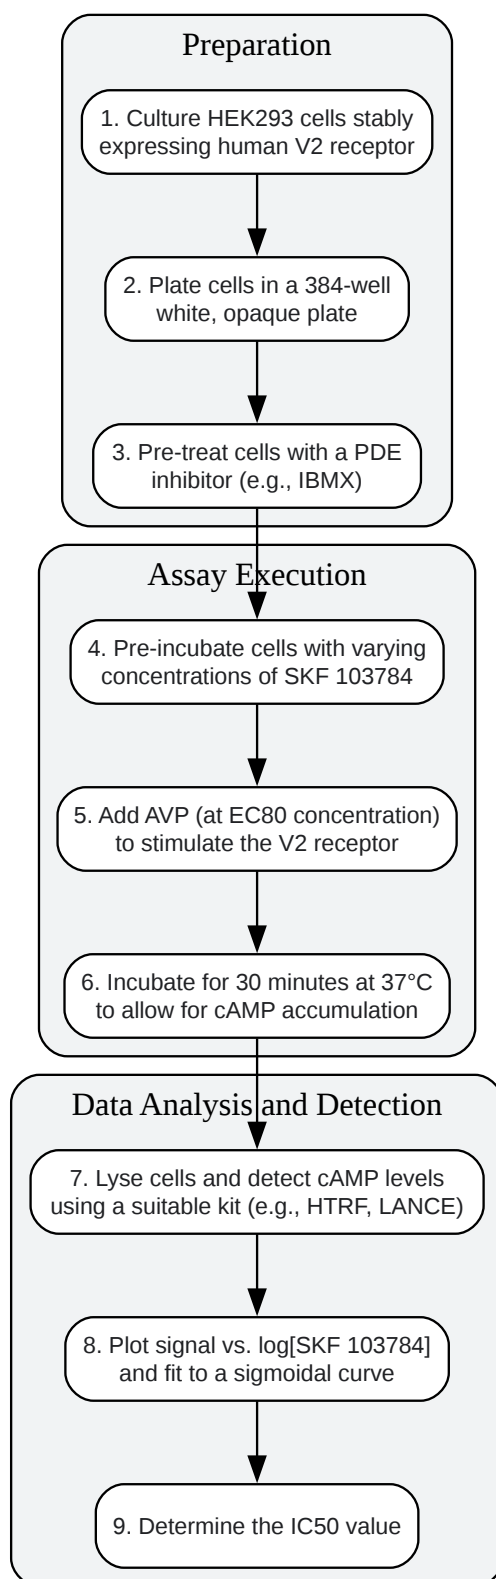 Preparation
1. Culture HEK293 cells stably
expressing human V2 receptor
2. Plate cells in a 384-well
white, opaque plate
3. Pre-treat cells with a PDE
inhibitor (e.g., IBMX)
Assay Execution
4. Pre-incubate cells with varying
concentrations of SKF 103784
5. Add AVP (at EC80 concentration)
to stimulate the V2 receptor
6. Incubate for 30 minutes at 37°C
to allow for cAMP accumulation
Data Analysis and Detection
7. Lyse cells and detect cAMP levels
using a suitable kit (e.g., HTRF, LANCE)
8. Plot signal vs. log[SKF 103784]
and fit to a sigmoidal curve
9. Determine the IC50 value